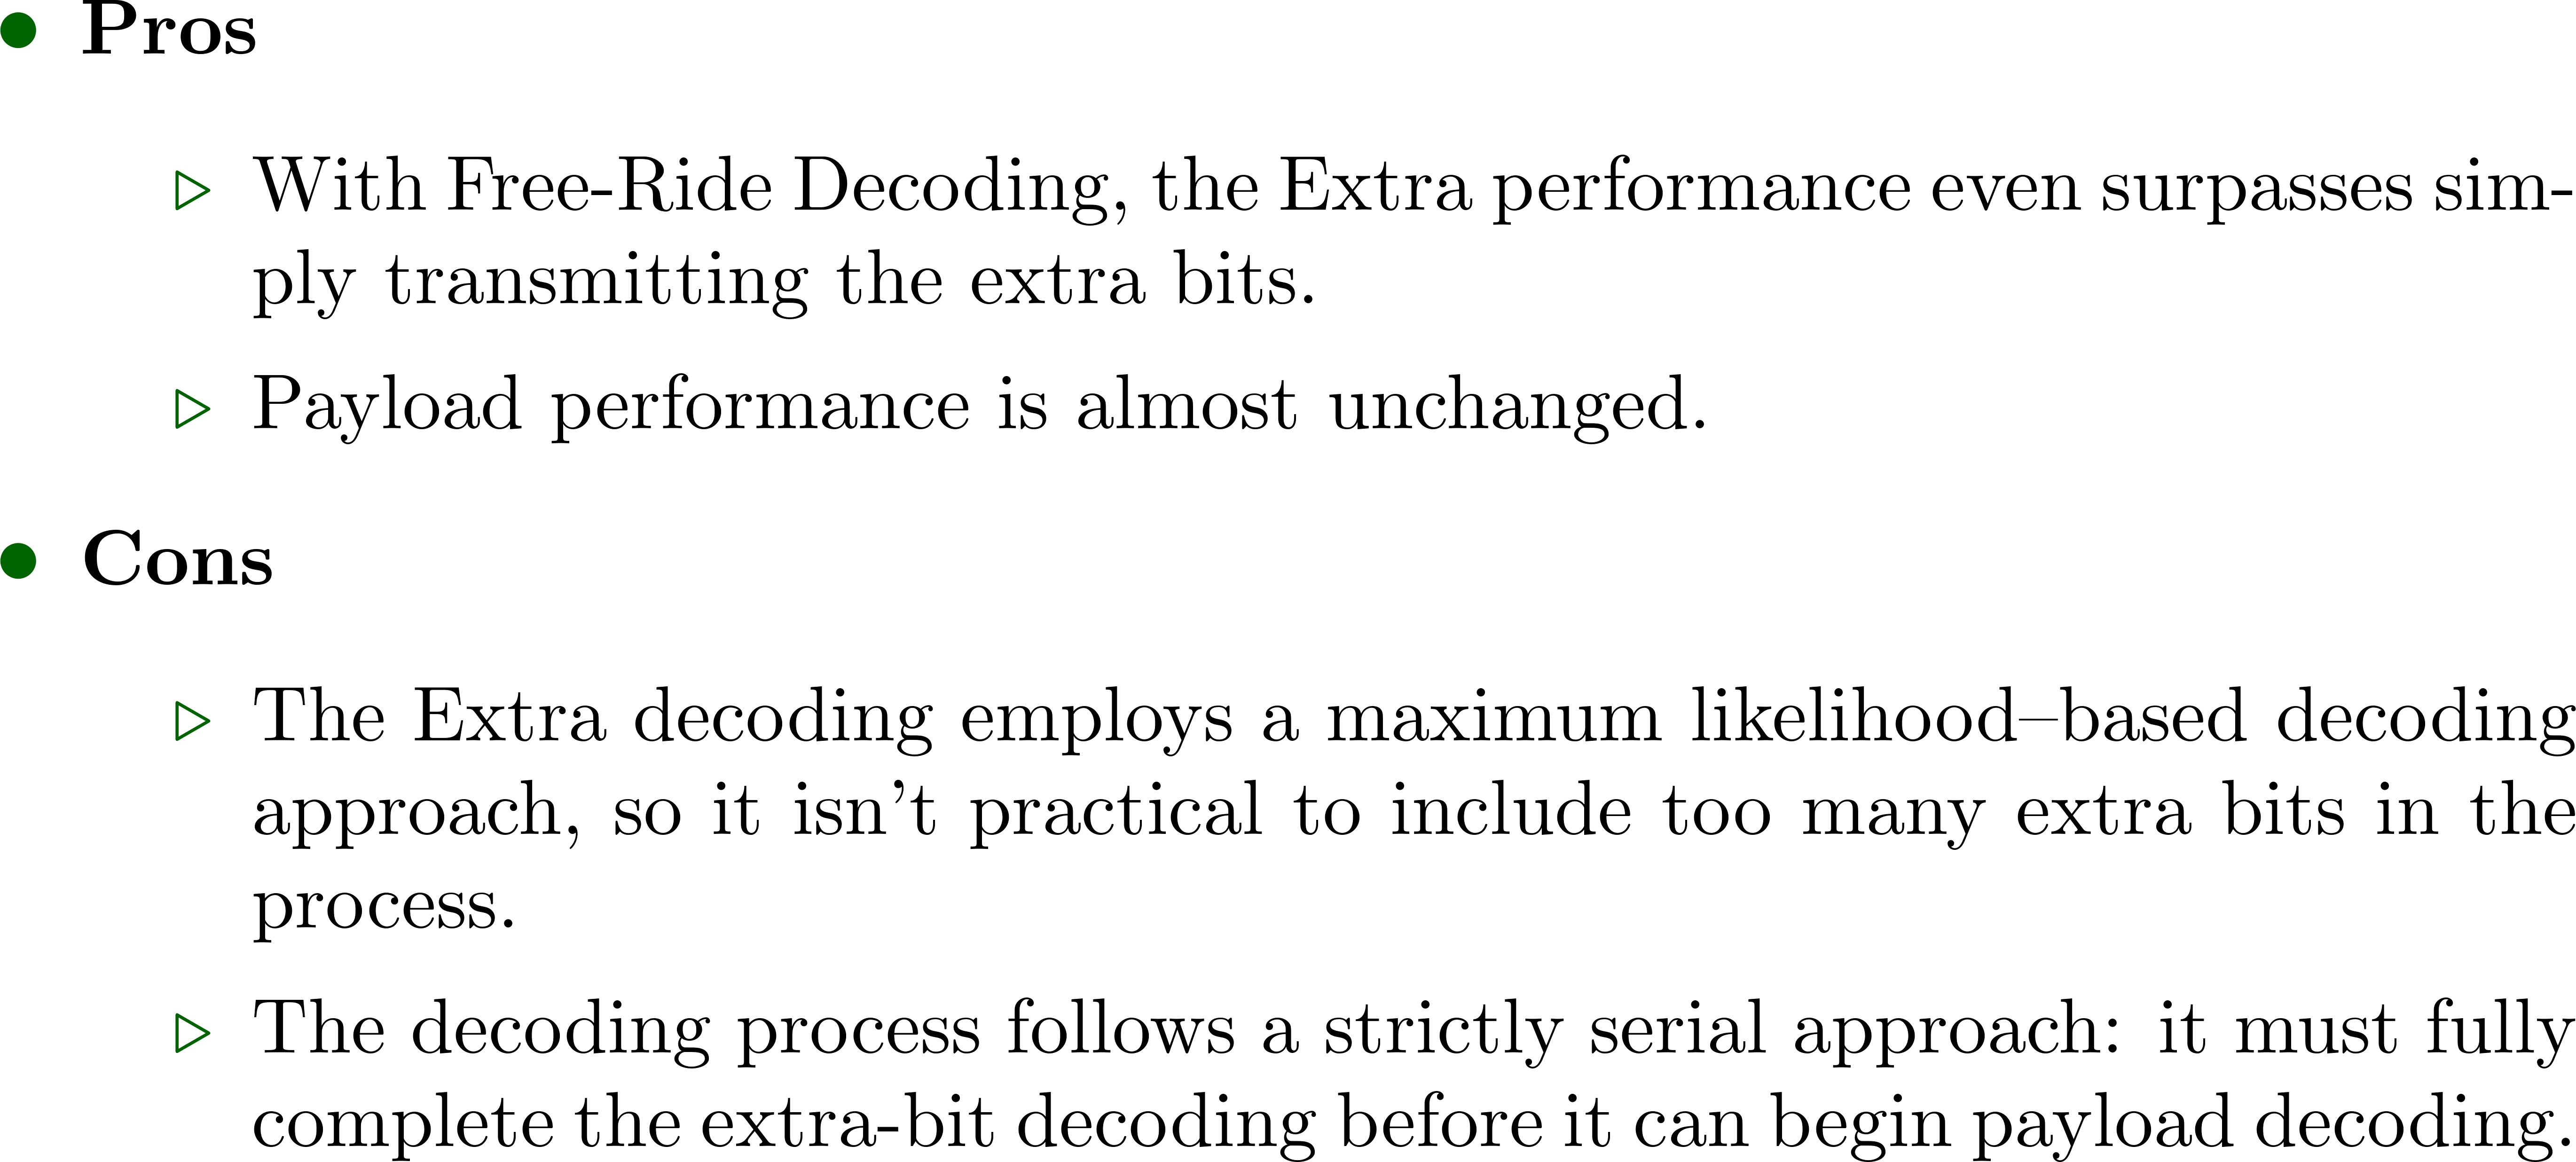 • Pros
▷ With Free-Ride Decoding, the Extra performance even surpasses sim-
ply transmitting the extra bits.
▷ Payload performance is almost unchanged.
• Cons
▷ The Extra decoding employs a maximum likelihood–based decoding
approach, so it isn't practical to include too many extra bits in the
process.
▷ The decoding process follows a strictly serial approach: it must fully
complete the extra-bit decoding before it can begin payload decoding.